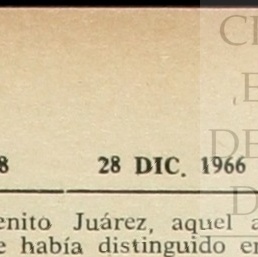 8 28 DIC. 1966
enito Juárez, aquel a
e había distinguido en